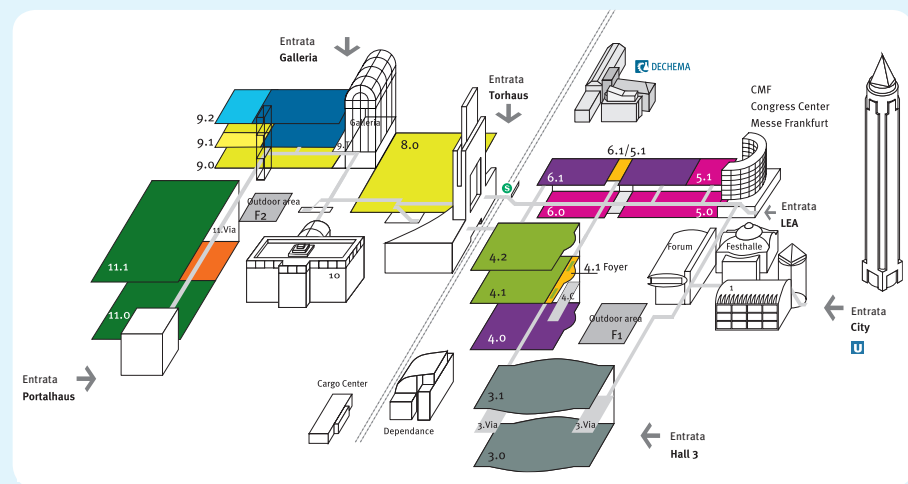 Entrata
Galleria
DECHEMA
Entrata
Torhaus
CMF
Congress Center
Messe Frankfurt
9.2
9.1
9.0
Galleria
8.0
6.1/5.1
6.1
5.1
S
6.0
5.0
Entrata
LEA
Outdoor area
F2
11.Via
11.1
11.0
10
4.2
4.1 Foyer
4.1
4.C
4.0
Forum
Festhalle
1
Outdoor area
F1
Entrata
City
U
Entrata
Portalhaus
Cargo Center
Dependance
3.1
3.Via
3.Via
3.0
Entrata
Hall 3